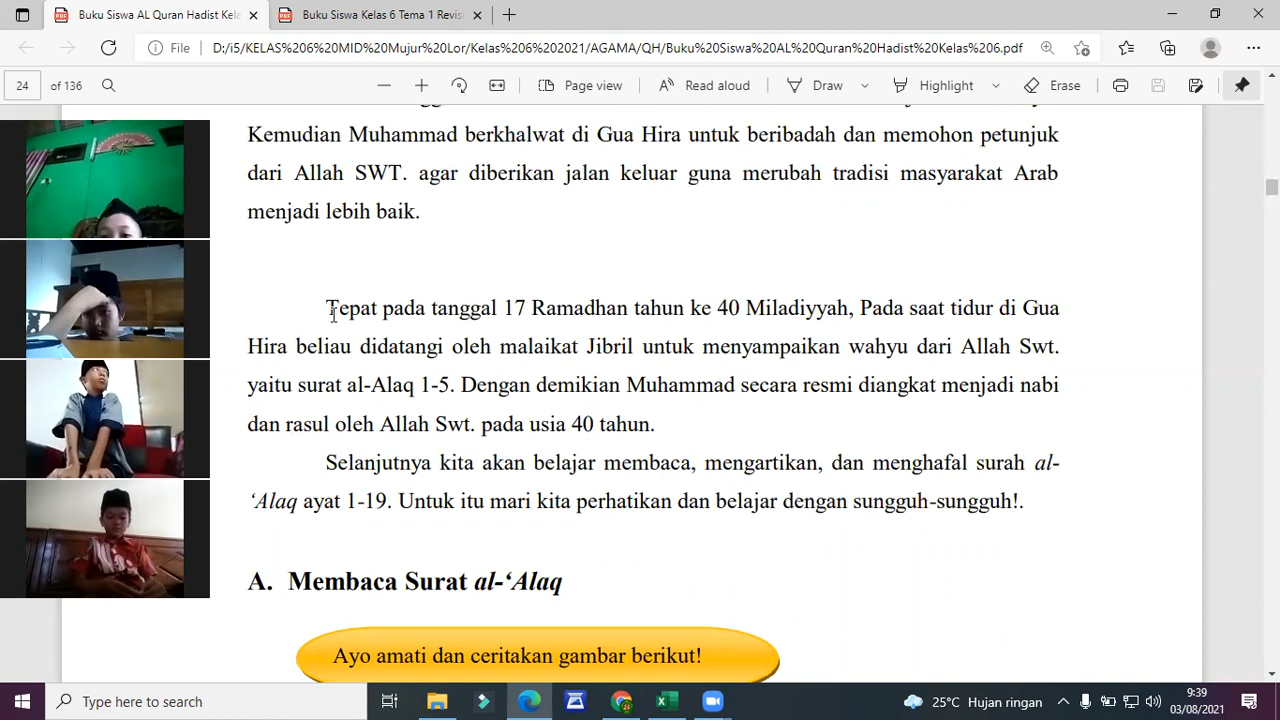 Buku Siswa AL Quran Hadist Kelas
Buku Siswa Kelas 6 Tema 1 Revis
File
D:/i5/KELAS%206%20MID%20Mujur%20Lor/Kelas%206%202021/AGAMA/QH/Buku%20Siswa%20AL%20Quran%20Hadist%20Kelas%206.pdf
24 of 136
Page view
Read aloud
Draw
Highlight
Erase
Kemudian Muhammad berkhalwat di Gua Hira untuk beribadah dan memohon petunjuk
dari Allah SWT. agar diberikan jalan keluar guna merubah tradisi masyarakat Arab
menjadi lebih baik.
Tepat pada tanggal 17 Ramadhan tahun ke 40 Miladiyyah, Pada saat tidur di Gua
Hira beliau didatangi oleh malaikat Jibril untuk menyampaikan wahyu dari Allah Swt.
yaitu surat al-Alaq 1-5. Dengan demikian Muhammad secara resmi diangkat menjadi nabi
dan rasul oleh Allah Swt. pada usia 40 tahun.
Selanjutnya kita akan belajar membaca, mengartikan, dan menghafal surah al-
‘Alaq ayat 1-19. Untuk itu mari kita perhatikan dan belajar dengan sungguh-sungguh!.
A. Membaca Surat al-‘Alaq
Ayo amati dan ceritakan gambar berikut!
Type here to search
25°C Hujan ringan
9:39
03/08/2021